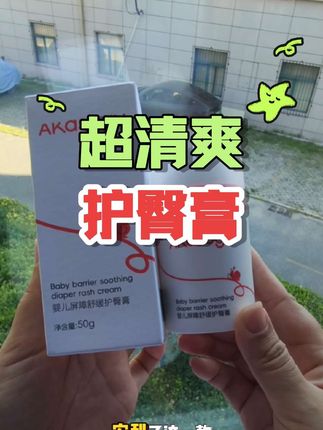 超清爽
护臀膏
Baby barrier soothing
diaper rash cream
婴儿屏障舒缓护臀膏
净含量:50g
Baby barrier soothing
diaper rash cream
婴儿屏障舒缓护臀膏